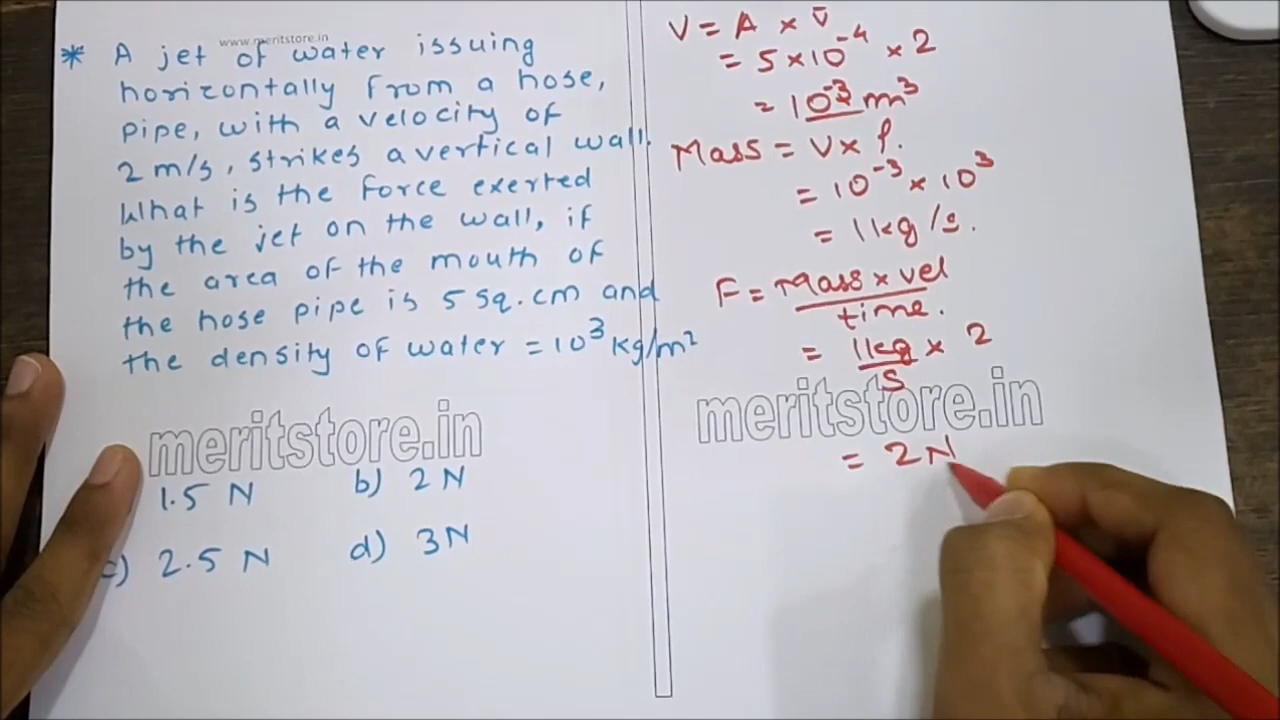 www.meritstore.in
* A jet of water issuing
horizontally from a hose,
pipe, with a velocity of
2 m/s, strikes a vertical wall.
What is the force exerted
by the jet on the wall, if
the area of the mouth of
the hose pipe is 5 sq.cm and
the density of water = 10³ kg/m²
meritstore.in
1.5 N b) 2 N
c) 2.5 N d) 3N
V = A × v̄
= 5×10⁻⁴ × 2
= 10⁻³ m³
Mass = V × ρ.
= 10⁻³ × 10³
= 1kg/s.
F = Mass × vel
time.
= 1kg × 2
s
meritstore.in
= 2N